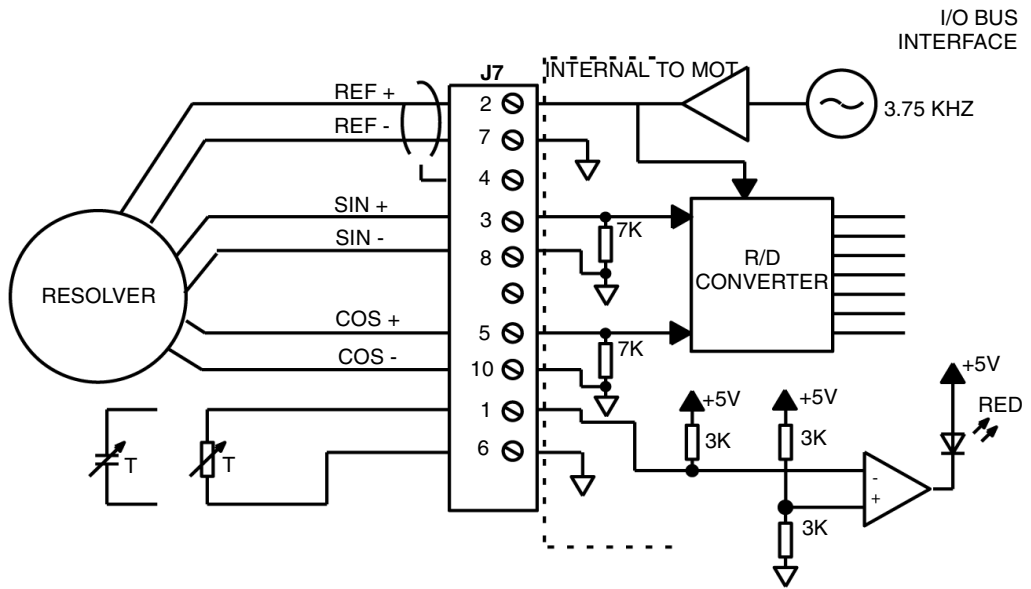 I/O BUS
INTERFACE
J7
INTERNAL TO MOT
REF +
2
3.75 KHZ
REF -
7
4
SIN +
3
7K
SIN -
8
R/D
CONVERTER
RESOLVER
COS +
5
7K
COS -
10
+5V
+5V
+5V
RED
1
3K
3K
6
T
T
-
+
3K